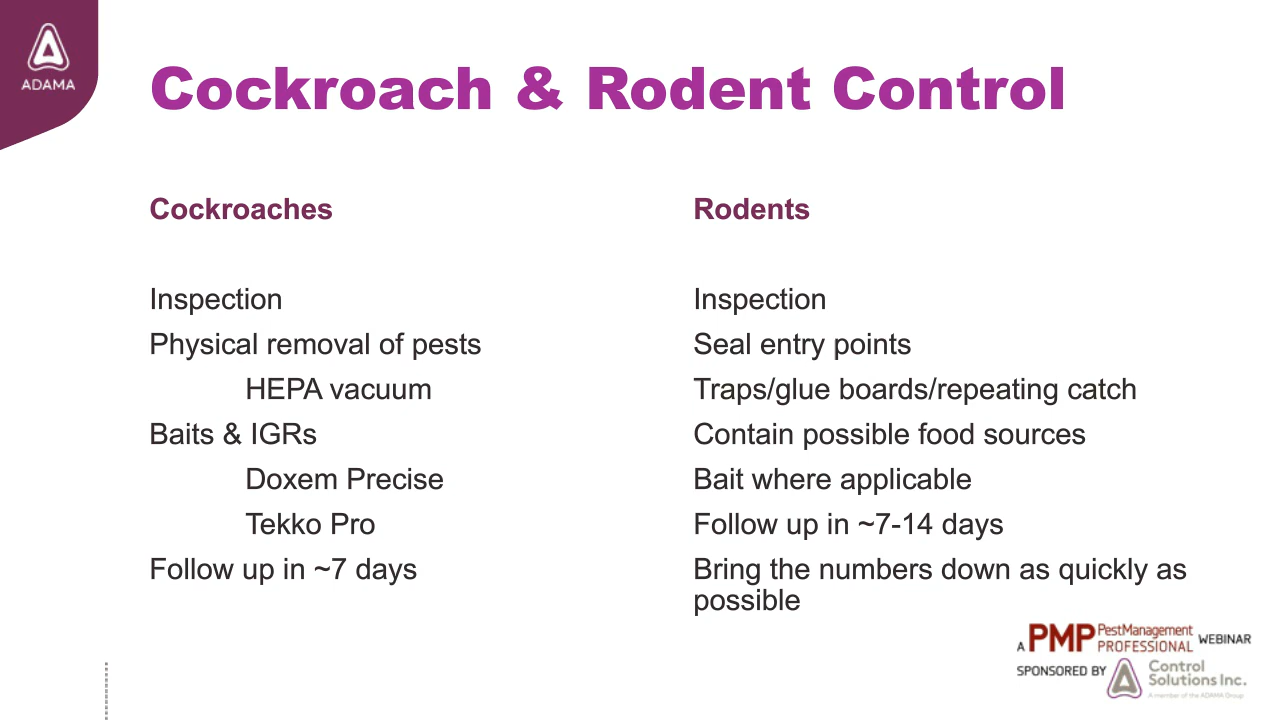 ADAMA
Cockroach & Rodent Control
Cockroaches
Inspection
Physical removal of pests
HEPA vacuum
Baits & IGRs
Doxem Precise
Tekko Pro
Follow up in ~7 days
Rodents
Inspection
Seal entry points
Traps/glue boards/repeating catch
Contain possible food sources
Bait where applicable
Follow up in ~7-14 days
Bring the numbers down as quickly as
possible
A PMP PestManagement PROFESSIONAL WEBINAR
SPONSORED BY Control Solutions Inc.
A member of the ADAMA Group